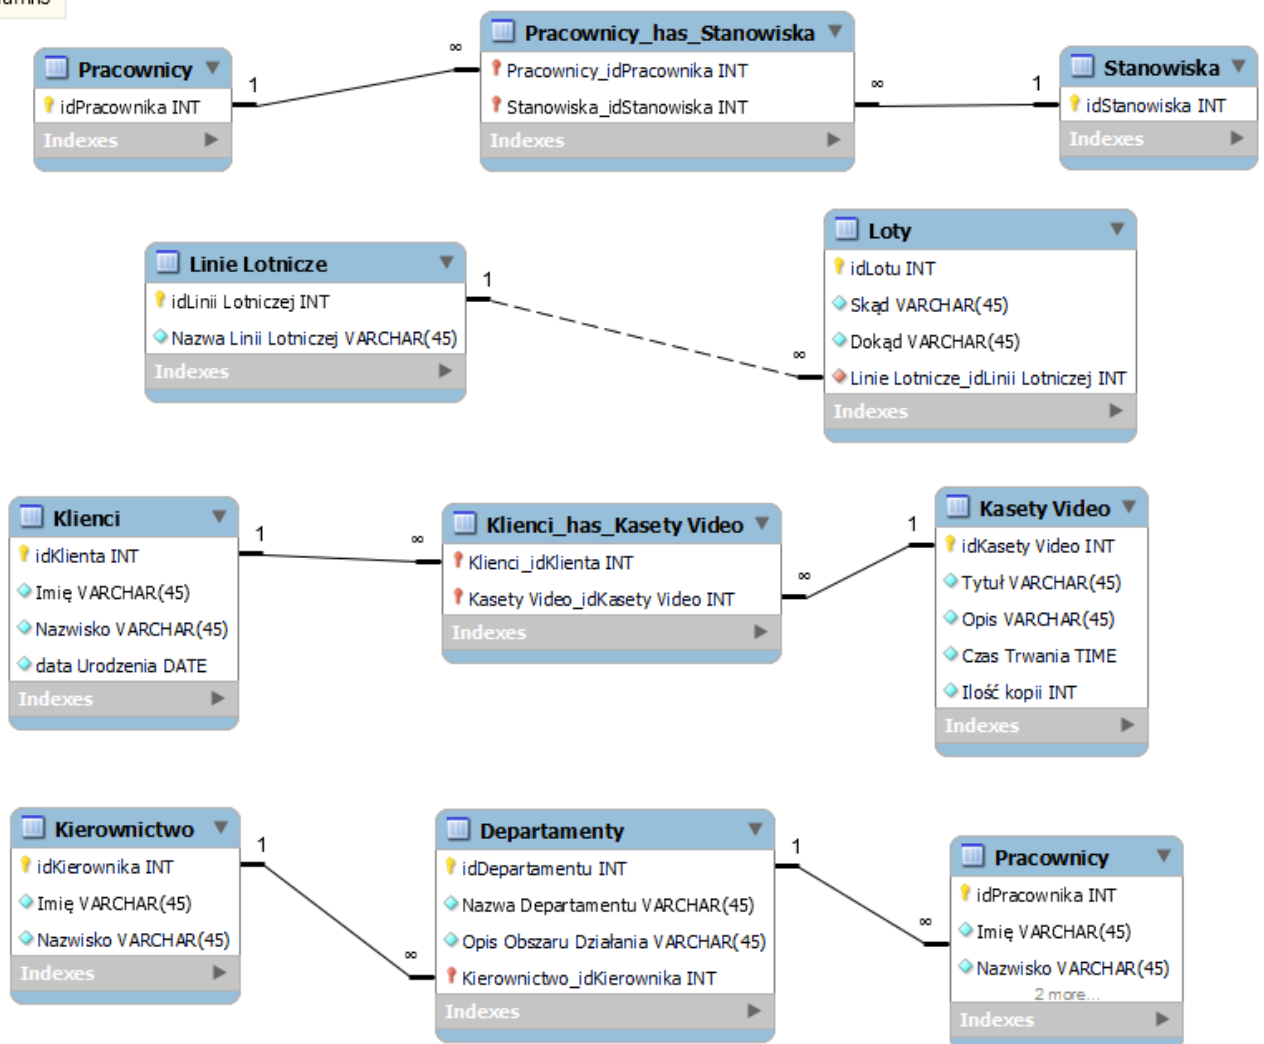 Pracownicy
idPracownika INT
Indexes
1
∞
Pracownicy_has_Stanowiska
Pracownicy_idPracownika INT
Stanowiska_idStanowiska INT
Indexes
∞
1
Stanowiska
idStanowiska INT
Indexes
Linie Lotnicze
idLinii Lotniczej INT
Nazwa Linii Lotniczej VARCHAR(45)
Indexes
1
∞
Loty
idLotu INT
Skąd VARCHAR(45)
Dokąd VARCHAR(45)
Linie Lotnicze_idLinii Lotniczej INT
Indexes
Klienci
idKlienta INT
Imię VARCHAR(45)
Nazwisko VARCHAR(45)
data Urodzenia DATE
Indexes
1
∞
Klienci_has_Kasety Video
Klienci_idKlienta INT
Kasety Video_idKasety Video INT
Indexes
∞
1
Kasety Video
idKasety Video INT
Tytuł VARCHAR(45)
Opis VARCHAR(45)
Czas Trwania TIME
Ilość kopii INT
Indexes
Kierownictwo
idKierownika INT
Imię VARCHAR(45)
Nazwisko VARCHAR(45)
Indexes
1
∞
Departamenty
idDepartamentu INT
Nazwa Departamentu VARCHAR(45)
Opis Obszaru Działania VARCHAR(45)
Kierownictwo_idKierownika INT
Indexes
1
∞
Pracownicy
idPracownika INT
Imię VARCHAR(45)
Nazwisko VARCHAR(45)
2 more...
Indexes